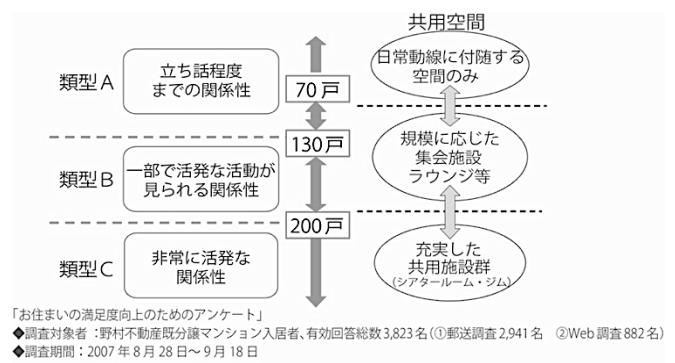 共用空間
類型A
立ち話程度
までの関係性
70戸
日常動線に付随する
空間のみ
130戸
類型B
一部で活発な活動が
見られる関係性
規模に応じた
集会施設
ラウンジ等
200戸
類型C
非常に活発な
関係性
充実した
共用施設群
(シアタールーム・ジム)
「お住まいの満足度向上のためのアンケート」
◆調査対象者:野村不動産既分譲マンション入居者、有効回答総数3,823名(①郵送調査2,941名 ②Web調査882名)
◆調査期間:2007年8月28日〜9月18日